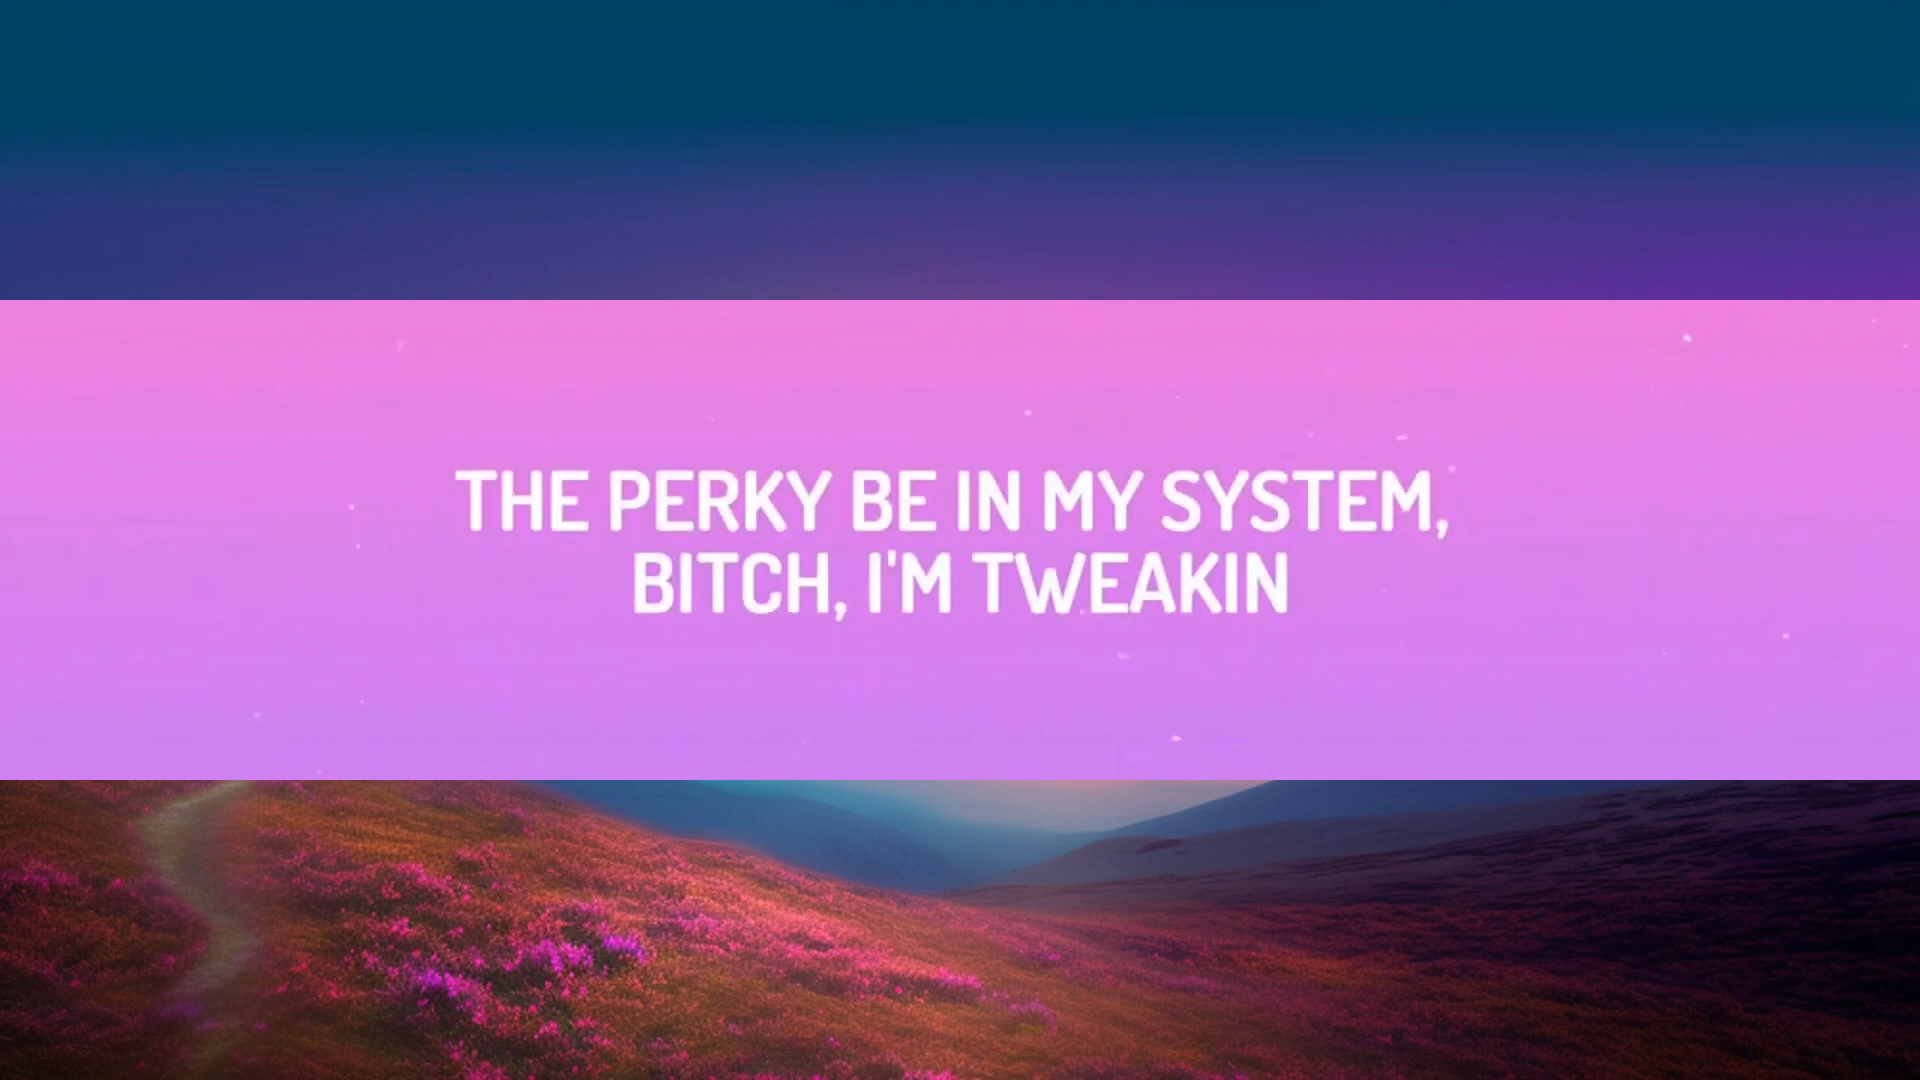 THE PERKY BE IN MY SYSTEM,
BITCH, I'M TWEAKIN